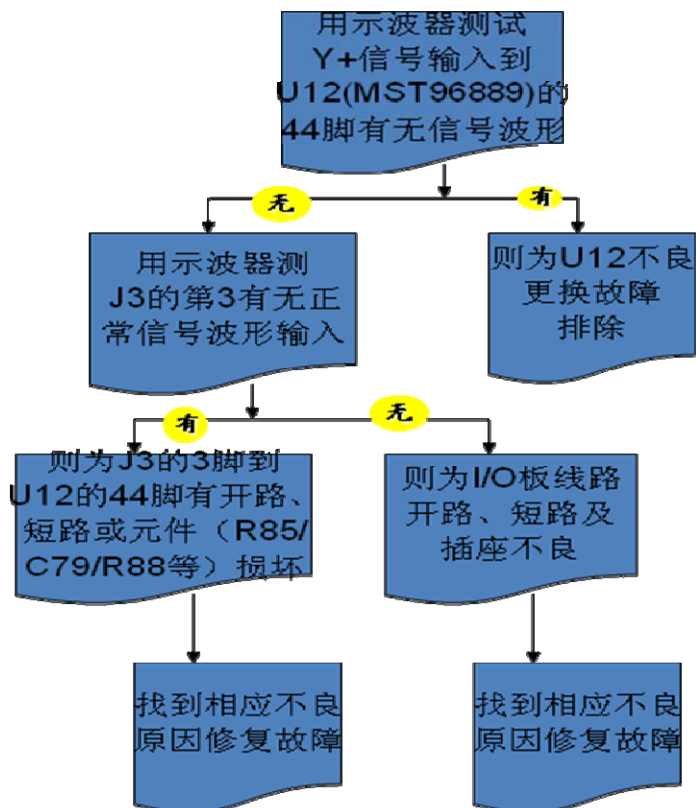 用示波器测试
Y+信号输入到
U12(MST96889)的
44脚有无信号波形
无
有
用示波器测
J3的第3有无正
常信号波形输入
则为U12不良
更换故障
排除
有
无
则为J3的3脚到
U12的44脚有开路、
短路或元件（R85/
C79/R88等）损坏
则为I/O板线路
开路、短路及
插座不良
找到相应不良
原因修复故障
找到相应不良
原因修复故障